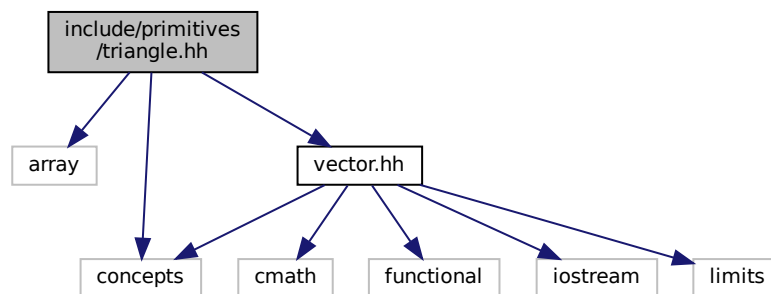 include/primitives
/triangle.hh
array
vector.hh
concepts
cmath
functional
iostream
limits